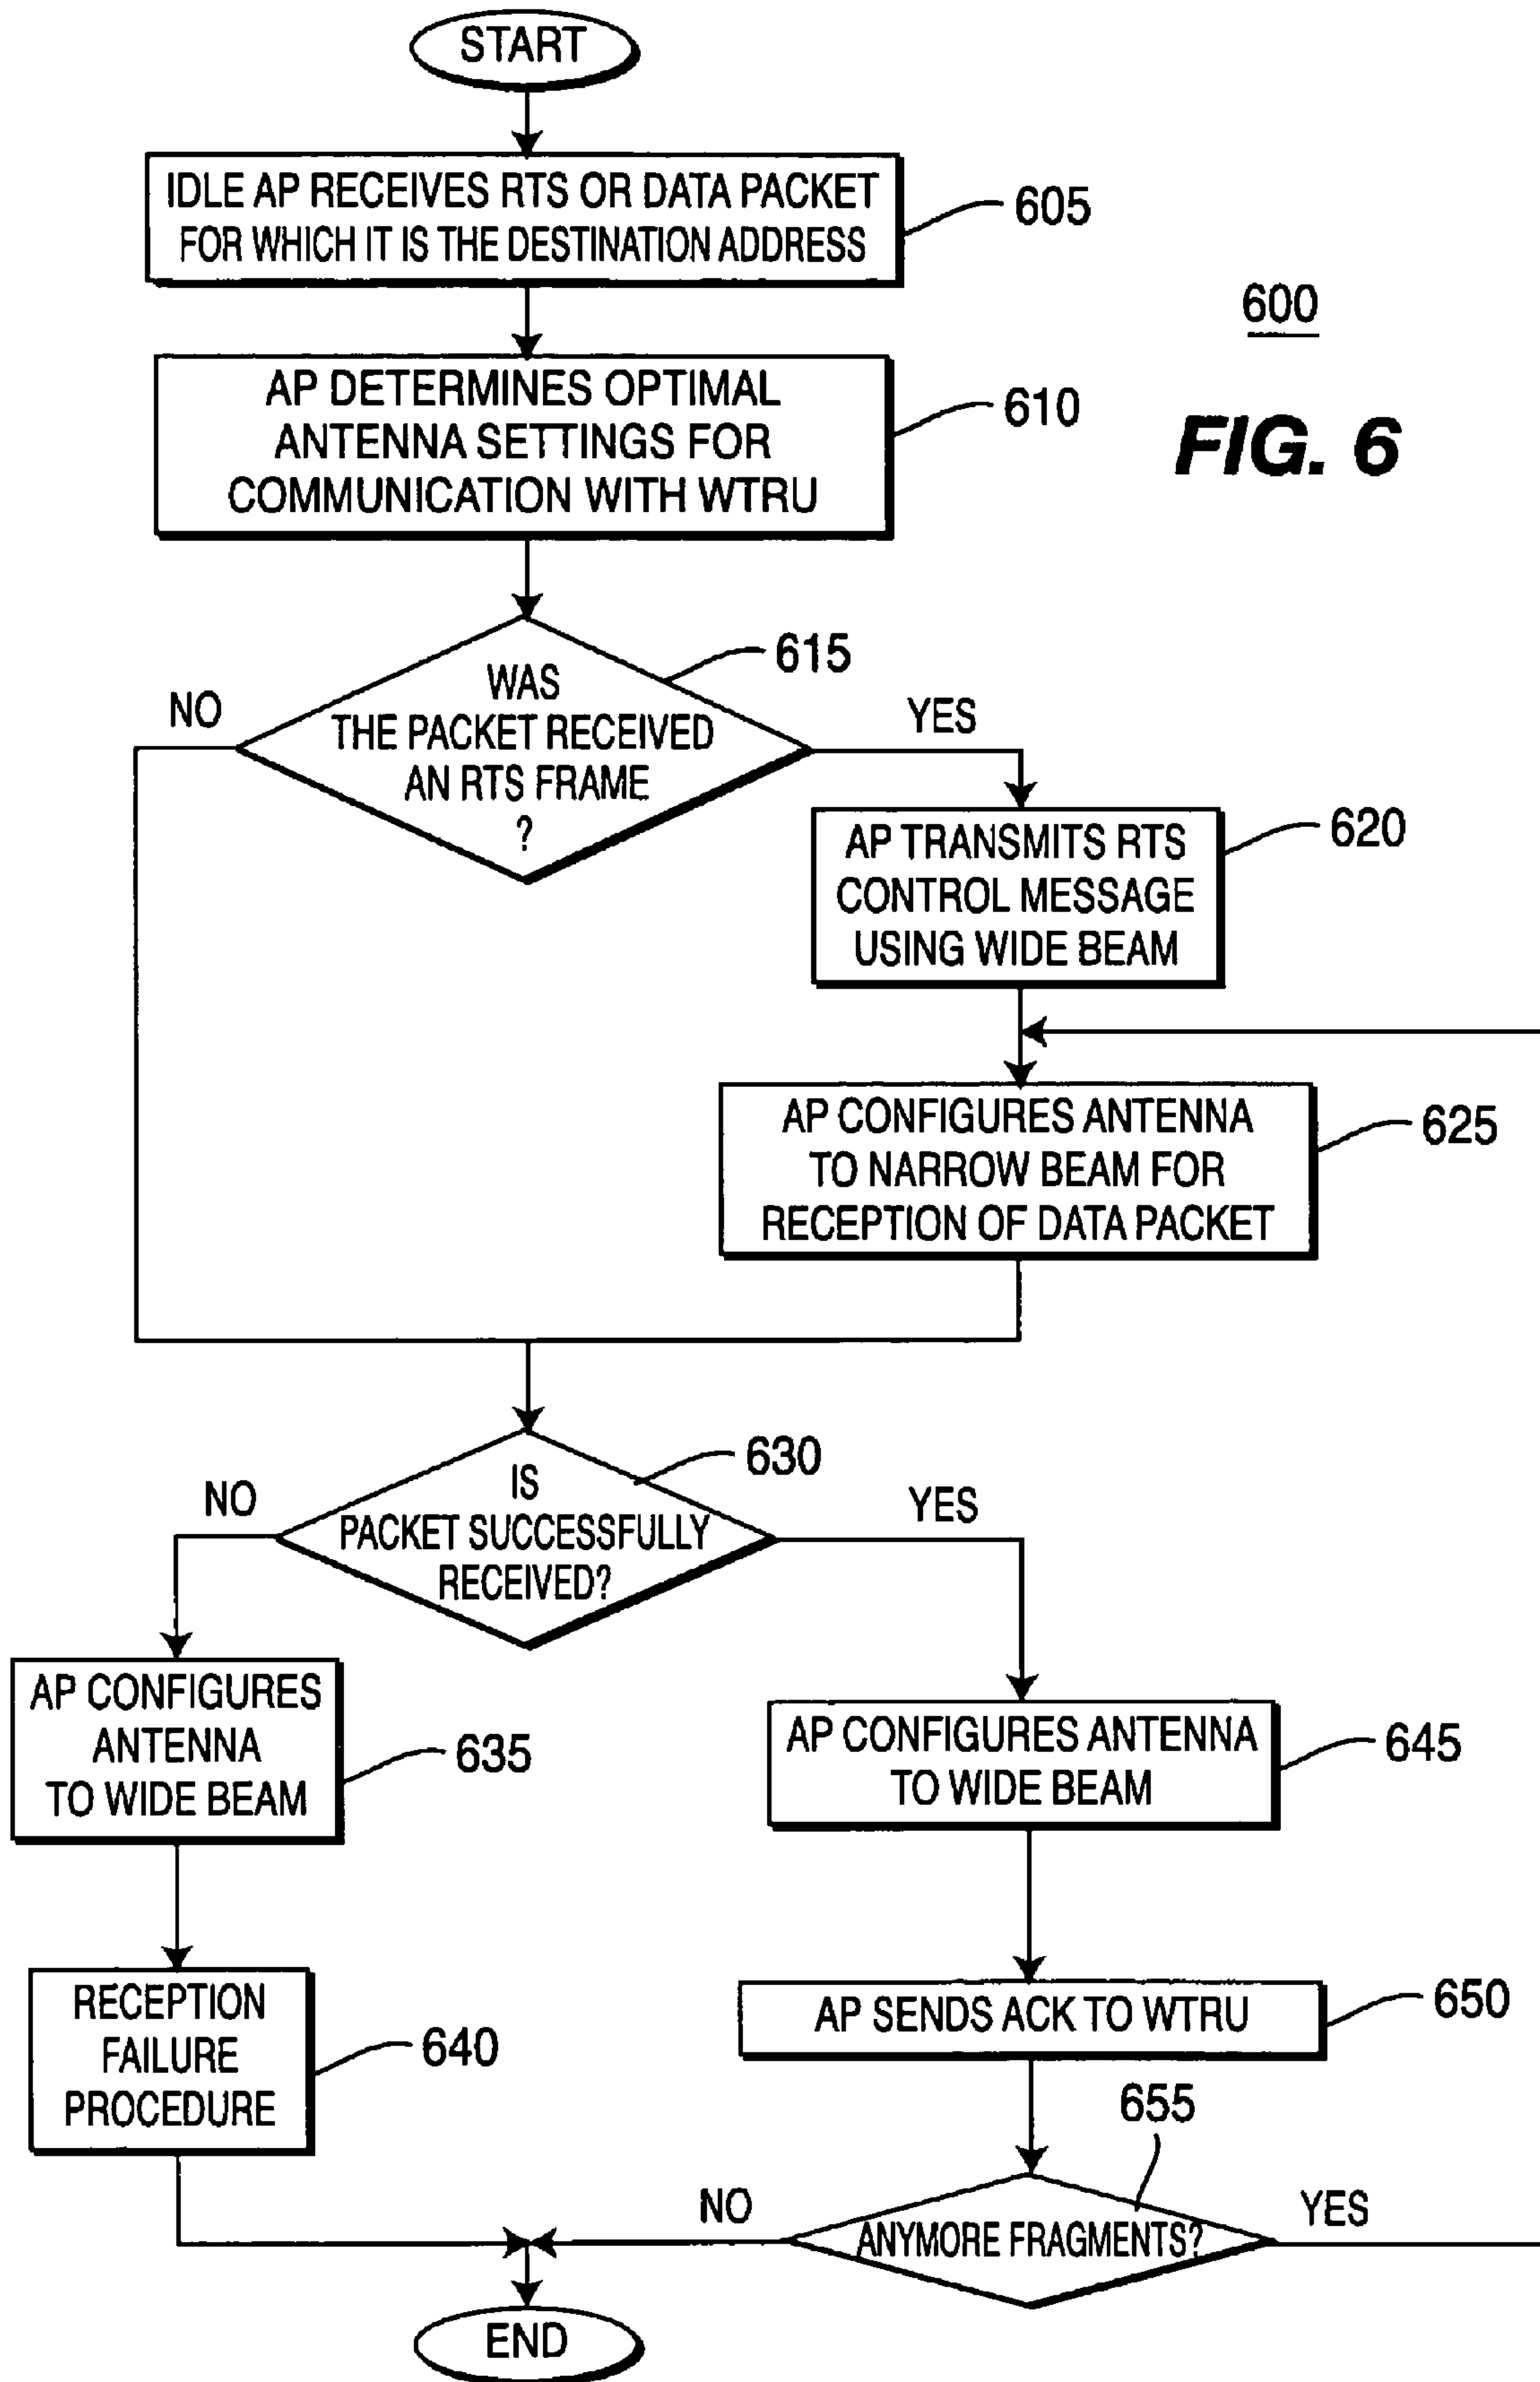 START
IDLE AP RECEIVES RTS OR DATA PACKET
FOR WHICH IT IS THE DESTINATION ADDRESS
605
600
FIG. 6
AP DETERMINES OPTIMAL
ANTENNA SETTINGS FOR
COMMUNICATION WITH WTRU
610
WAS
THE PACKET RECEIVED
AN RTS FRAME
?
615
NO
YES
AP TRANSMITS RTS
CONTROL MESSAGE
USING WIDE BEAM
620
AP CONFIGURES ANTENNA
TO NARROW BEAM FOR
RECEPTION OF DATA PACKET
625
IS
PACKET SUCCESSFULLY
RECEIVED?
630
NO
YES
AP CONFIGURES
ANTENNA
TO WIDE BEAM
635
AP CONFIGURES ANTENNA
TO WIDE BEAM
645
RECEPTION
FAILURE
PROCEDURE
640
AP SENDS ACK TO WTRU
650
655
ANYMORE FRAGMENTS?
NO
YES
END